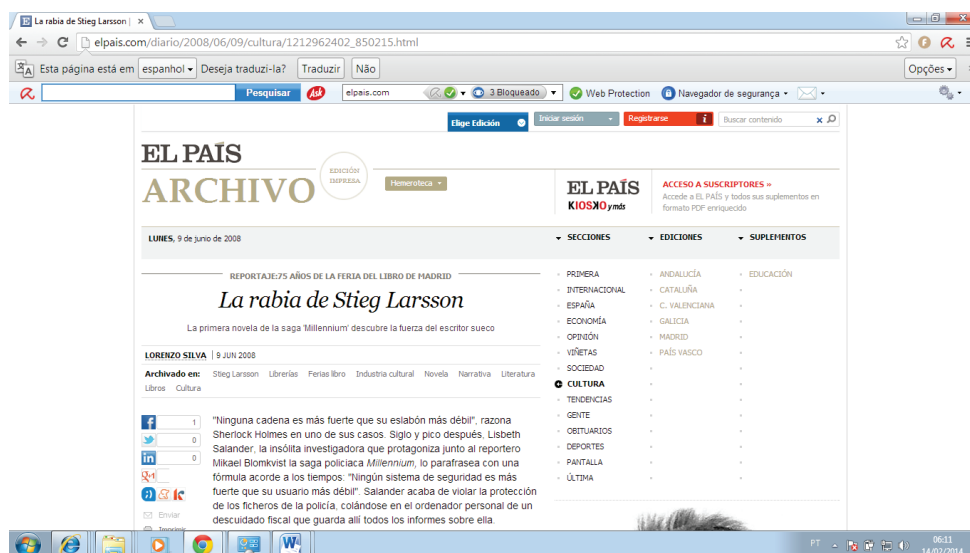 La rabia de Stieg Larsson |
elpais.com/diario/2008/06/09/cultura/1212962402_850215.html
Esta página está em espanhol Deseja traduzi-la? Traduzir Não Opções
Pesquisar Ask elpais.com 3 Bloqueado Web Protection Navegador de segurança
Elige Edición Iniciar sesión Registrarse i Buscar contenido x
EL PAÍS
ARCHIVO
EDICIÓN
IMPRESA
Hemeroteca
EL PAÍS
KIOSKO y más
ACCESO A SUSCRIPTORES »
Accede a EL PAÍS y todos sus suplementos en
formato PDF enriquecido
LUNES, 9 de junio de 2008
SECCIONES EDICIONES SUPLEMENTOS
REPORTAJE:75 AÑOS DE LA FERIA DEL LIBRO DE MADRID
La rabia de Stieg Larsson
La primera novela de la saga 'Millennium' descubre la fuerza del escritor sueco
LORENZO SILVA | 9 JUN 2008
Archivado en: Stieg Larsson Librerías Ferias libro Industria cultural Novela Narrativa Literatura
Libros Cultura
f 1
0
in 0
g+1
Enviar
Imprimir
"Ninguna cadena es más fuerte que su eslabón más débil", razona
Sherlock Holmes en uno de sus casos. Siglo y pico después, Lisbeth
Salander, la insólita investigadora que protagoniza junto al reportero
Mikael Blomkvist la saga policiaca Millennium, lo parafrasea con una
fórmula acorde a los tiempos: "Ningún sistema de seguridad es más
fuerte que su usuario más débil". Salander acaba de violar la protección
de los ficheros de la policía, colándose en el ordenador personal de un
descuidado fiscal que guarda allí todos los informes sobre ella.
PRIMERA ANDALUCÍA EDUCACIÓN
INTERNACIONAL CATALUÑA
ESPAÑA C. VALENCIANA
ECONOMÍA GALICIA
OPINIÓN MADRID
VIÑETAS PAÍS VASCO
SOCIEDAD
CULTURA
TENDENCIAS
GENTE
OBITUARIOS
DEPORTES
PANTALLA
ÚLTIMA
PT 06:11
14/02/2014